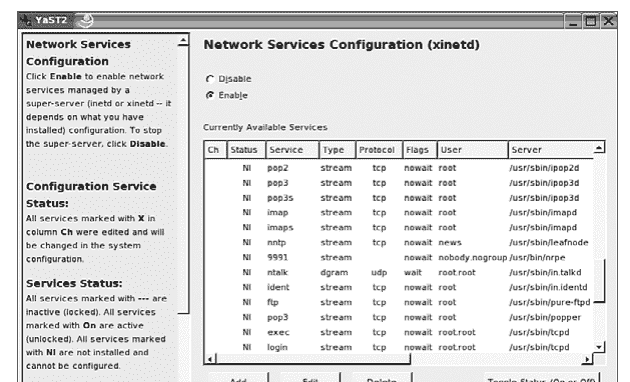 YaST2
Network Services
Configuration
Click Enable to enable network
services managed by a
super-server (inetd or xinetd -- it
depends on what you have
installed) configuration. To stop
the super-server, click Disable.
Configuration Service
Status:
All services marked with X in
column Ch were edited and will
be changed in the system
configuration.
Services Status:
All services marked with --- are
inactive (locked). All services
marked with On are active
(unlocked). All services marked
with NI are not installed and
cannot be configured.
Network Services Configuration (xinetd)
Disable
Enable
Currently Available Services
Ch Status Service Type Protocol Flags User Server
NI pop2 stream tcp nowait root /usr/sbin/ipop2d
NI pop3 stream tcp nowait root /usr/sbin/ipop3d
NI pop3s stream tcp nowait root /usr/sbin/ipop3d
NI imap stream tcp nowait root /usr/sbin/imapd
NI imaps stream tcp nowait root /usr/sbin/imapd
NI nntp stream tcp nowait news /usr/sbin/leafnode
NI 9991 stream nowait nobody.nogroup /usr/bin/nrpe
NI ntalk dgram udp wait root.root /usr/sbin/in.talkd
NI ident stream tcp nowait root /usr/sbin/in.identd
NI ftp stream tcp nowait root /usr/sbin/pure-ftpd
NI pop3 stream tcp nowait root /usr/sbin/popper
NI exec stream tcp nowait root.root /usr/sbin/tcpd
NI login stream tcp nowait root.root /usr/sbin/tcpd
Add Edit Delete Toggle Status (On or Off)